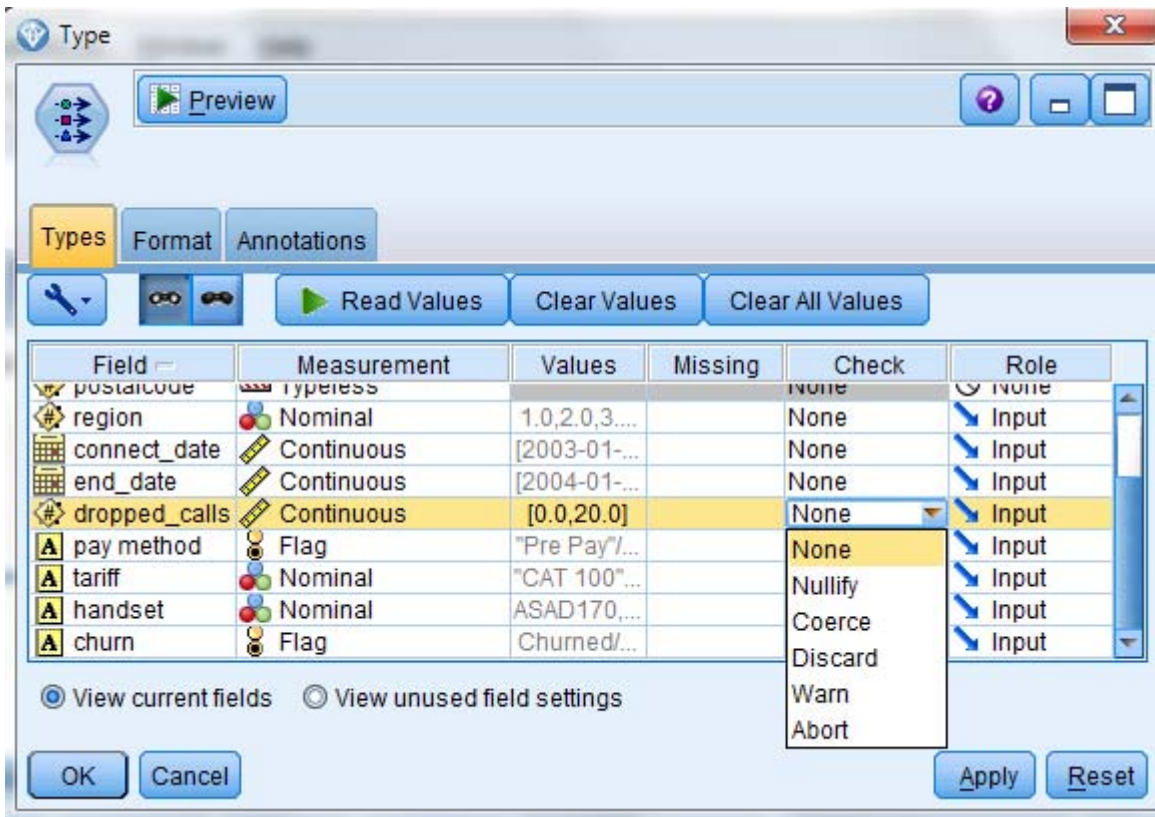 Type
Preview
Types Format Annotations
Read Values Clear Values Clear All Values
Field Measurement Values Missing Check Role
postalcode Typeless None None
region Nominal 1.0,2.0,3.... None Input
connect_date Continuous [2003-01-... None Input
end_date Continuous [2004-01-... None Input
dropped_calls Continuous [0.0,20.0] None Input
pay method Flag "Pre Pay"/... Input
tariff Nominal "CAT 100"... Input
handset Nominal ASAD170,... Input
churn Flag Churned/... Input
None
Nullify
Coerce
Discard
Warn
Abort
View current fields View unused field settings
OK Cancel Apply Reset